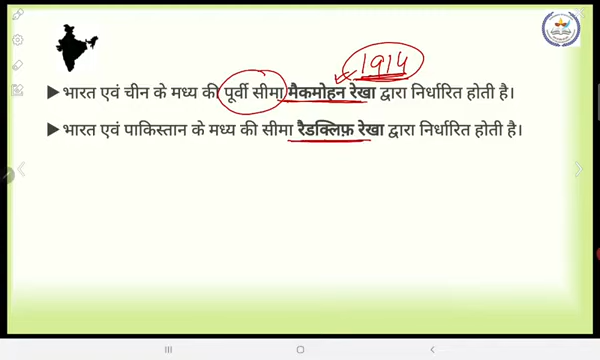 1914
▶ भारत एवं चीन के मध्य की पूर्वी सीमा मैकमोहन रेखा द्वारा निर्धारित होती है।
▶ भारत एवं पाकिस्तान के मध्य की सीमा रैडक्लिफ़ रेखा द्वारा निर्धारित होती है।